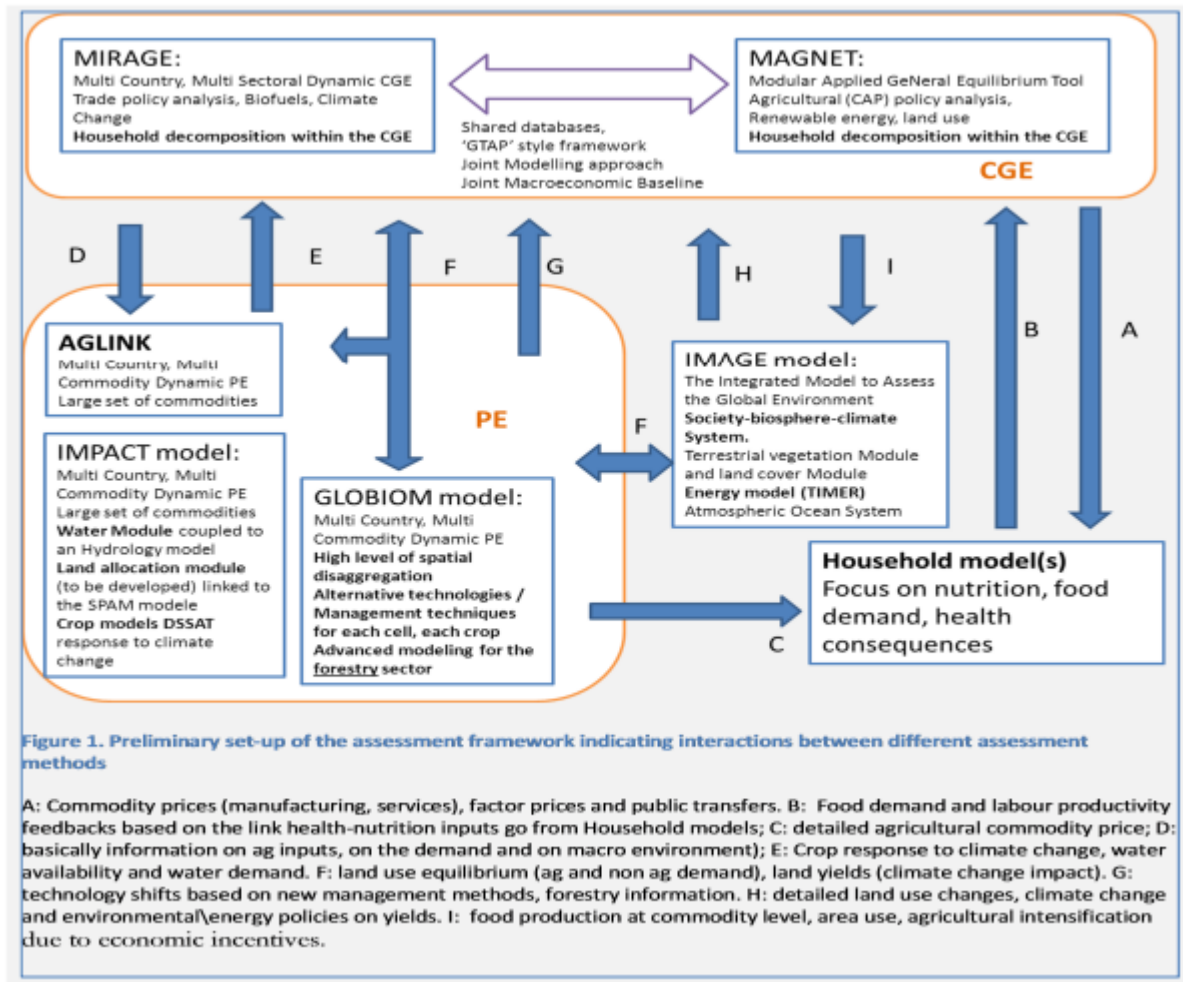 MIRAGE:
Multi Country, Multi Sectoral Dynamic CGE
Trade policy analysis, Biofuels, Climate
Change
Household decomposition within the CGE
Shared databases,
‘GTAP’ style framework
Joint Modelling approach
Joint Macroeconomic Baseline
MAGNET:
Modular Applied GeNeral Equilibrium Tool
Agricultural (CAP) policy analysis,
Renewable energy, land use
Household decomposition within the CGE
CGE
D
E
F
G
H
I
B
A
AGLINK
Multi Country, Multi
Commodity Dynamic PE
Large set of commodities
PE
IMPACT model:
Multi Country, Multi
Commodity Dynamic PE
Large set of commodities
Water Module coupled to
an Hydrology model
Land allocation module
(to be developed) linked to
the SPAM modele
Crop models DSSAT
response to climate
change
GLOBIOM model:
Multi Country, Multi
Commodity Dynamic PE
High level of spatial
disaggregation
Alternative technologies /
Management techniques
for each cell, each crop
Advanced modeling for the
forestry sector
F
IMAGE model:
The Integrated Model to Assess
the Global Environment
Society-biosphere-climate
System.
Terrestrial vegetation Module
and land cover Module
Energy model (TIMER)
Atmospheric Ocean System
C
Household model(s)
Focus on nutrition, food
demand, health
consequences
Figure 1. Preliminary set-up of the assessment framework indicating interactions between different assessment
methods
A: Commodity prices (manufacturing, services), factor prices and public transfers. B: Food demand and labour productivity
feedbacks based on the link health-nutrition inputs go from Household models; C: detailed agricultural commodity price; D:
basically information on ag inputs, on the demand and on macro environment); E: Crop response to climate change, water
availability and water demand. F: land use equilibrium (ag and non ag demand), land yields (climate change impact). G:
technology shifts based on new management methods, forestry information. H: detailed land use changes, climate change
and environmental\energy policies on yields. I: food production at commodity level, area use, agricultural intensification
due to economic incentives.